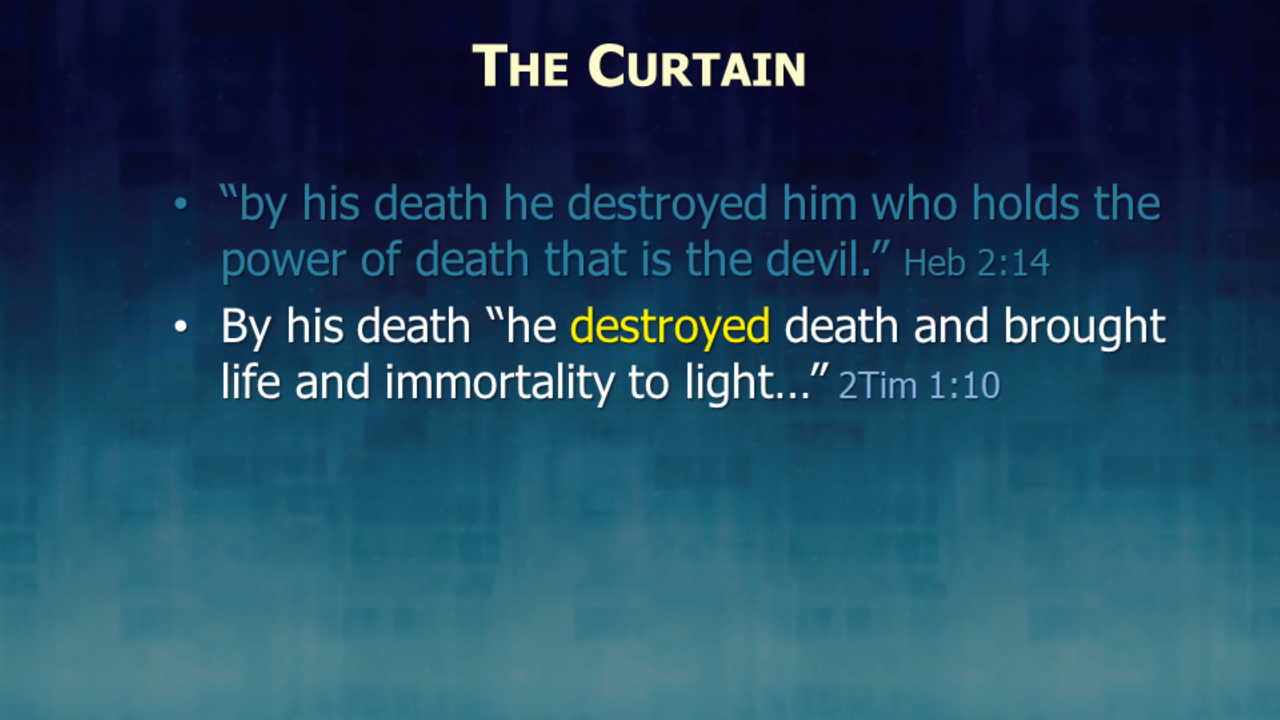 THE CURTAIN
• “by his death he destroyed him who holds the
power of death that is the devil.” Heb 2:14
• By his death “he destroyed death and brought
life and immortality to light...” 2Tim 1:10